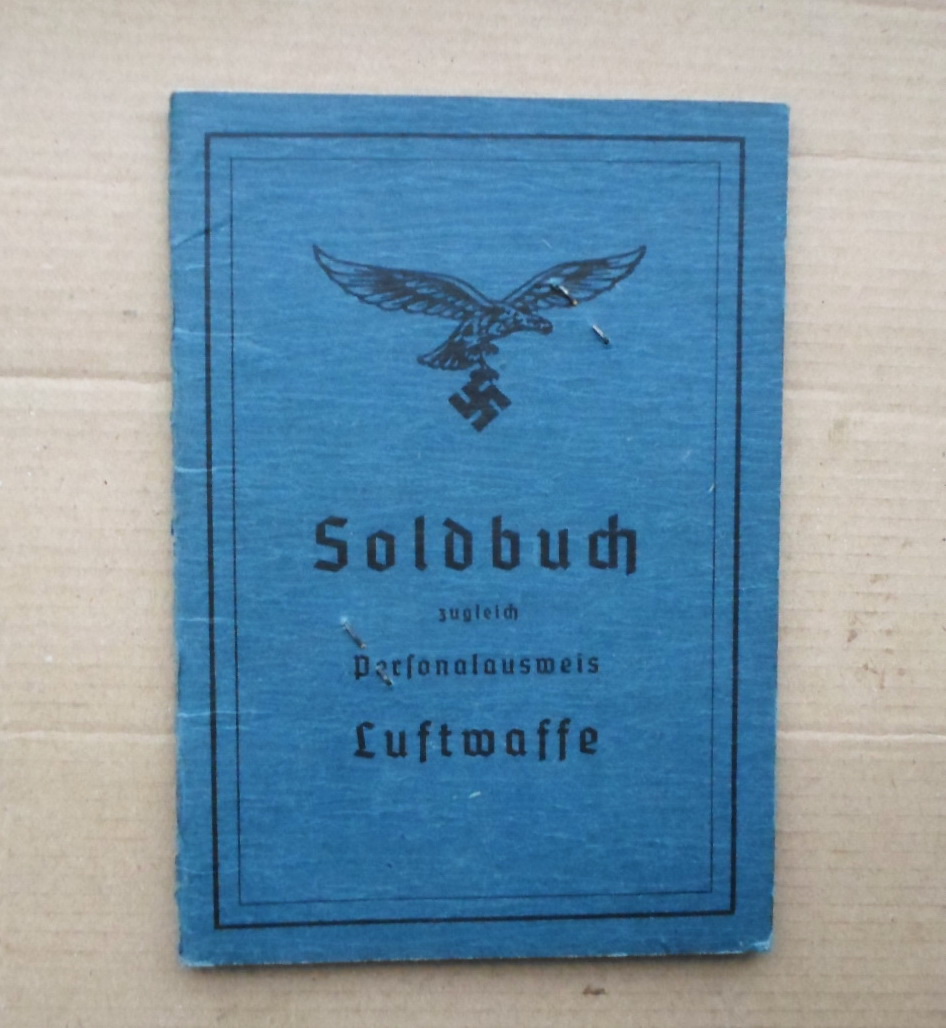 Soldbuch
zugleich
Personalausweis
Luftwaffe